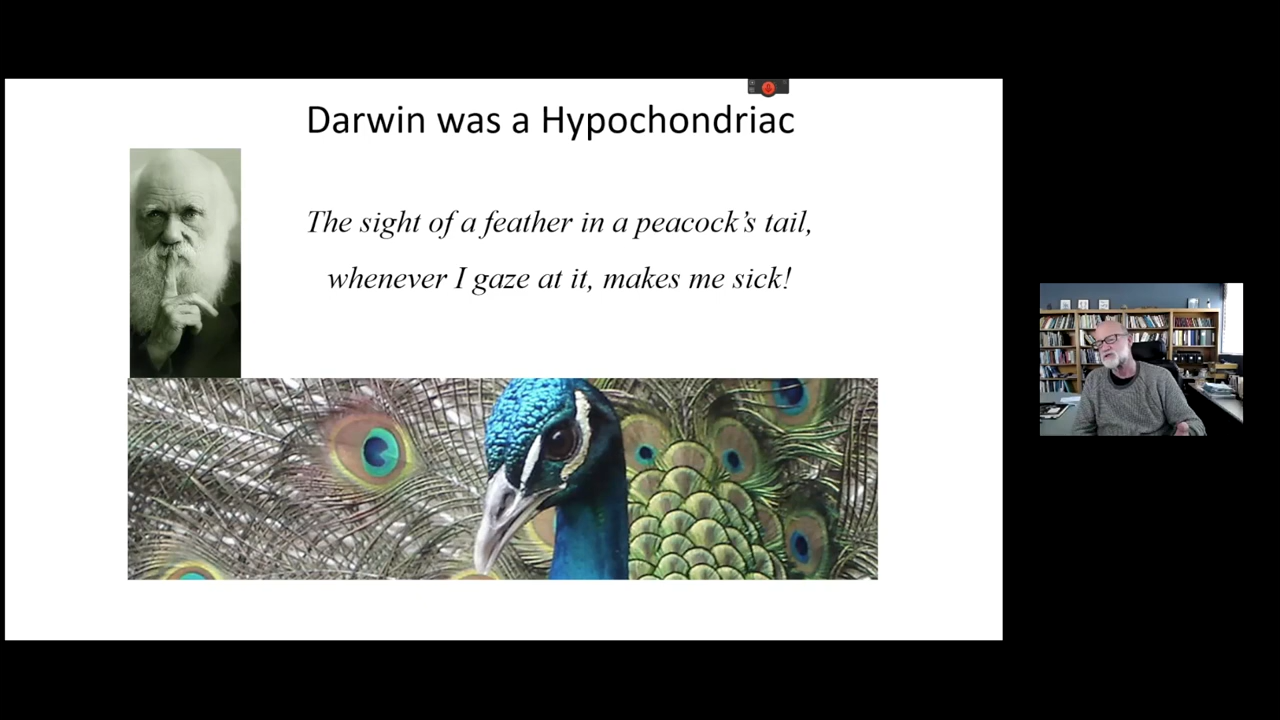 Darwin was a Hypochondriac
The sight of a feather in a peacock’s tail,
whenever I gaze at it, makes me sick!